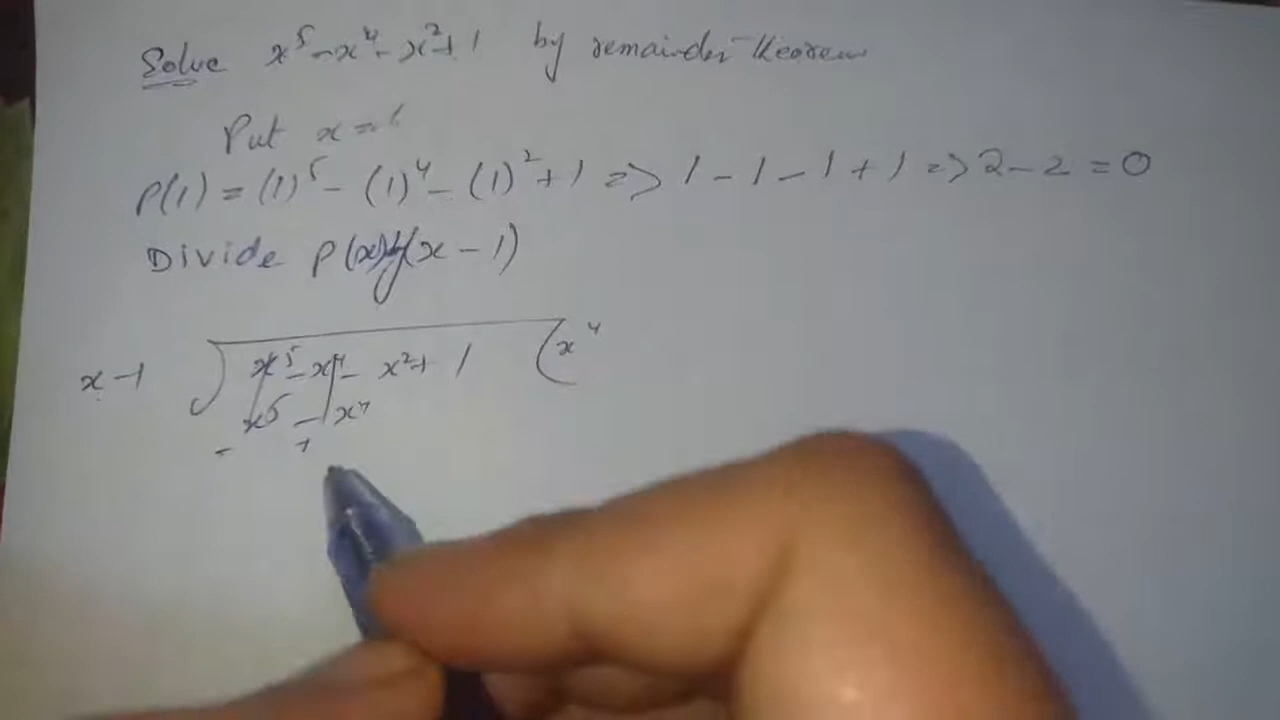 Solve x⁵-x⁴-x²+1 by remainder theorem
Put x=1
P(1) = (1)⁵ - (1)⁴ - (1)² + 1 => 1 - 1 - 1 + 1 => 2 - 2 = 0
Divide P(x) by (x - 1)
x - 1 ) x⁵ - x⁴ - x² + 1 ( x⁴
x⁵ - x⁴
- +